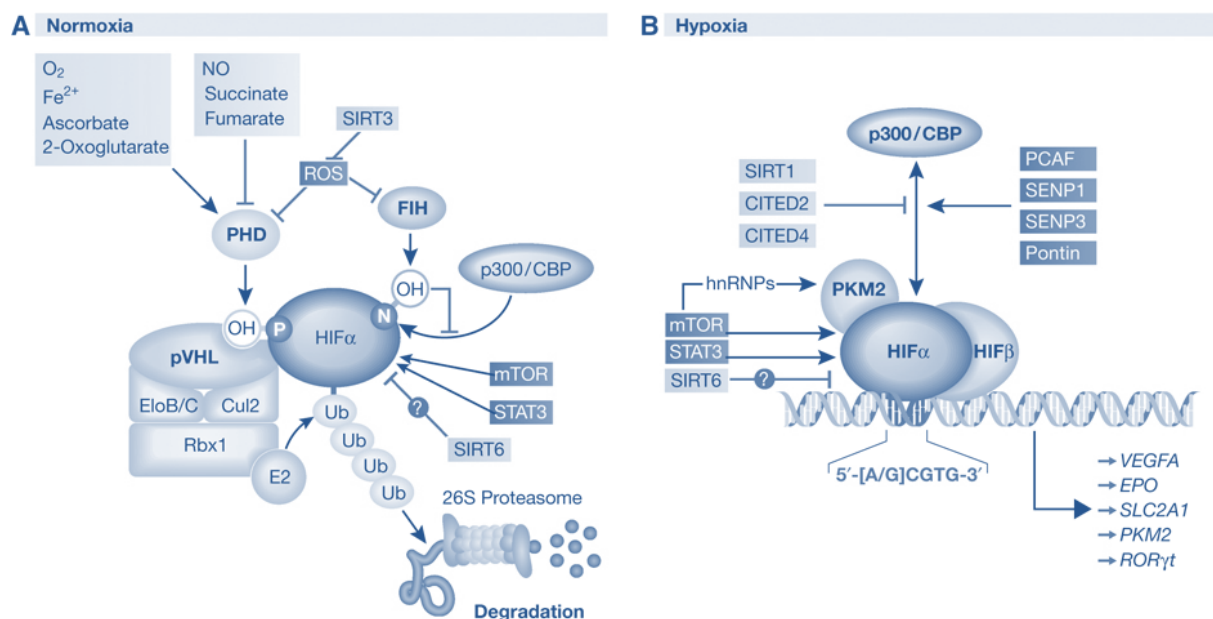 A Normoxia
O₂
Fe²⁺
Ascorbate
2-Oxoglutarate
NO
Succinate
Fumarate
SIRT3
ROS
FIH
PHD
p300/CBP
OH
OH
P
N
HIFα
pVHL
EloB/C
Cul2
Rbx1
E2
Ub
Ub
Ub
Ub
mTOR
STAT3
?
SIRT6
26S Proteasome
Degradation
B Hypoxia
p300/CBP
SIRT1
CITED2
CITED4
PCAF
SENP1
SENP3
Pontin
hnRNPs
PKM2
mTOR
STAT3
SIRT6
?
HIFα
HIFβ
5′-[A/G]CGTG-3′
VEGFA
EPO
SLC2A1
PKM2
RORγt